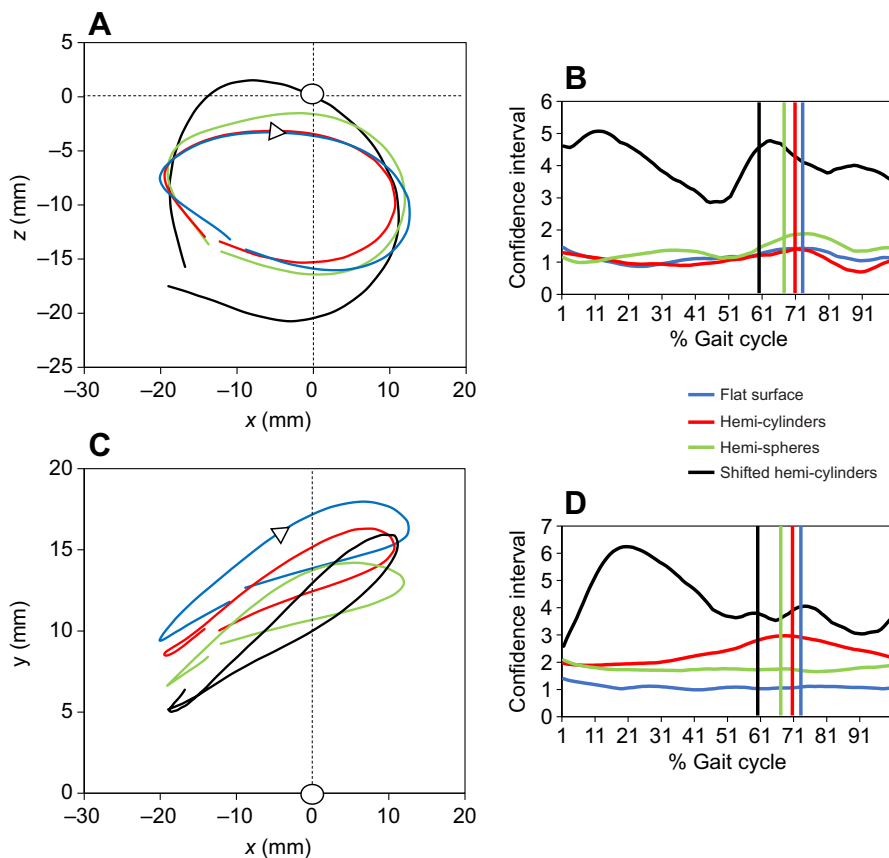 A
z (mm)
5
0
–5
–10
–15
–20
–25
–30 –20 –10 0 10 20
x (mm)
B
Confidence interval
6
5
4
3
2
1
0
1 11 21 31 41 51 61 71 81 91
% Gait cycle
Flat surface
Hemi-cylinders
Hemi-spheres
Shifted hemi-cylinders
C
y (mm)
20
15
10
5
0
–30 –20 –10 0 10 20
x (mm)
D
Confidence interval
7
6
5
4
3
2
1
0
1 11 21 31 41 51 61 71 81 91
% Gait cycle